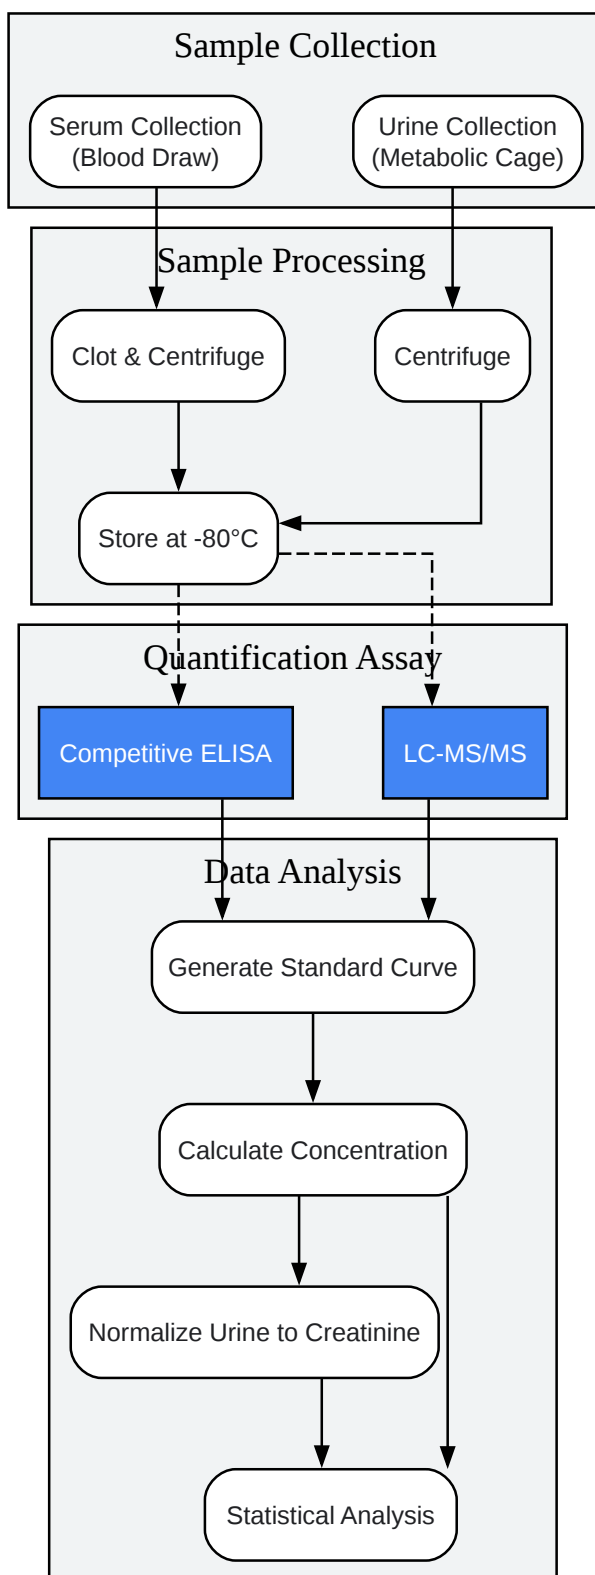 Sample Collection
Serum Collection
(Blood Draw)
Urine Collection
(Metabolic Cage)
Sample Processing
Clot & Centrifuge
Centrifuge
Store at -80°C
Quantification Assay
Competitive ELISA
LC-MS/MS
Data Analysis
Generate Standard Curve
Calculate Concentration
Normalize Urine to Creatinine
Statistical Analysis